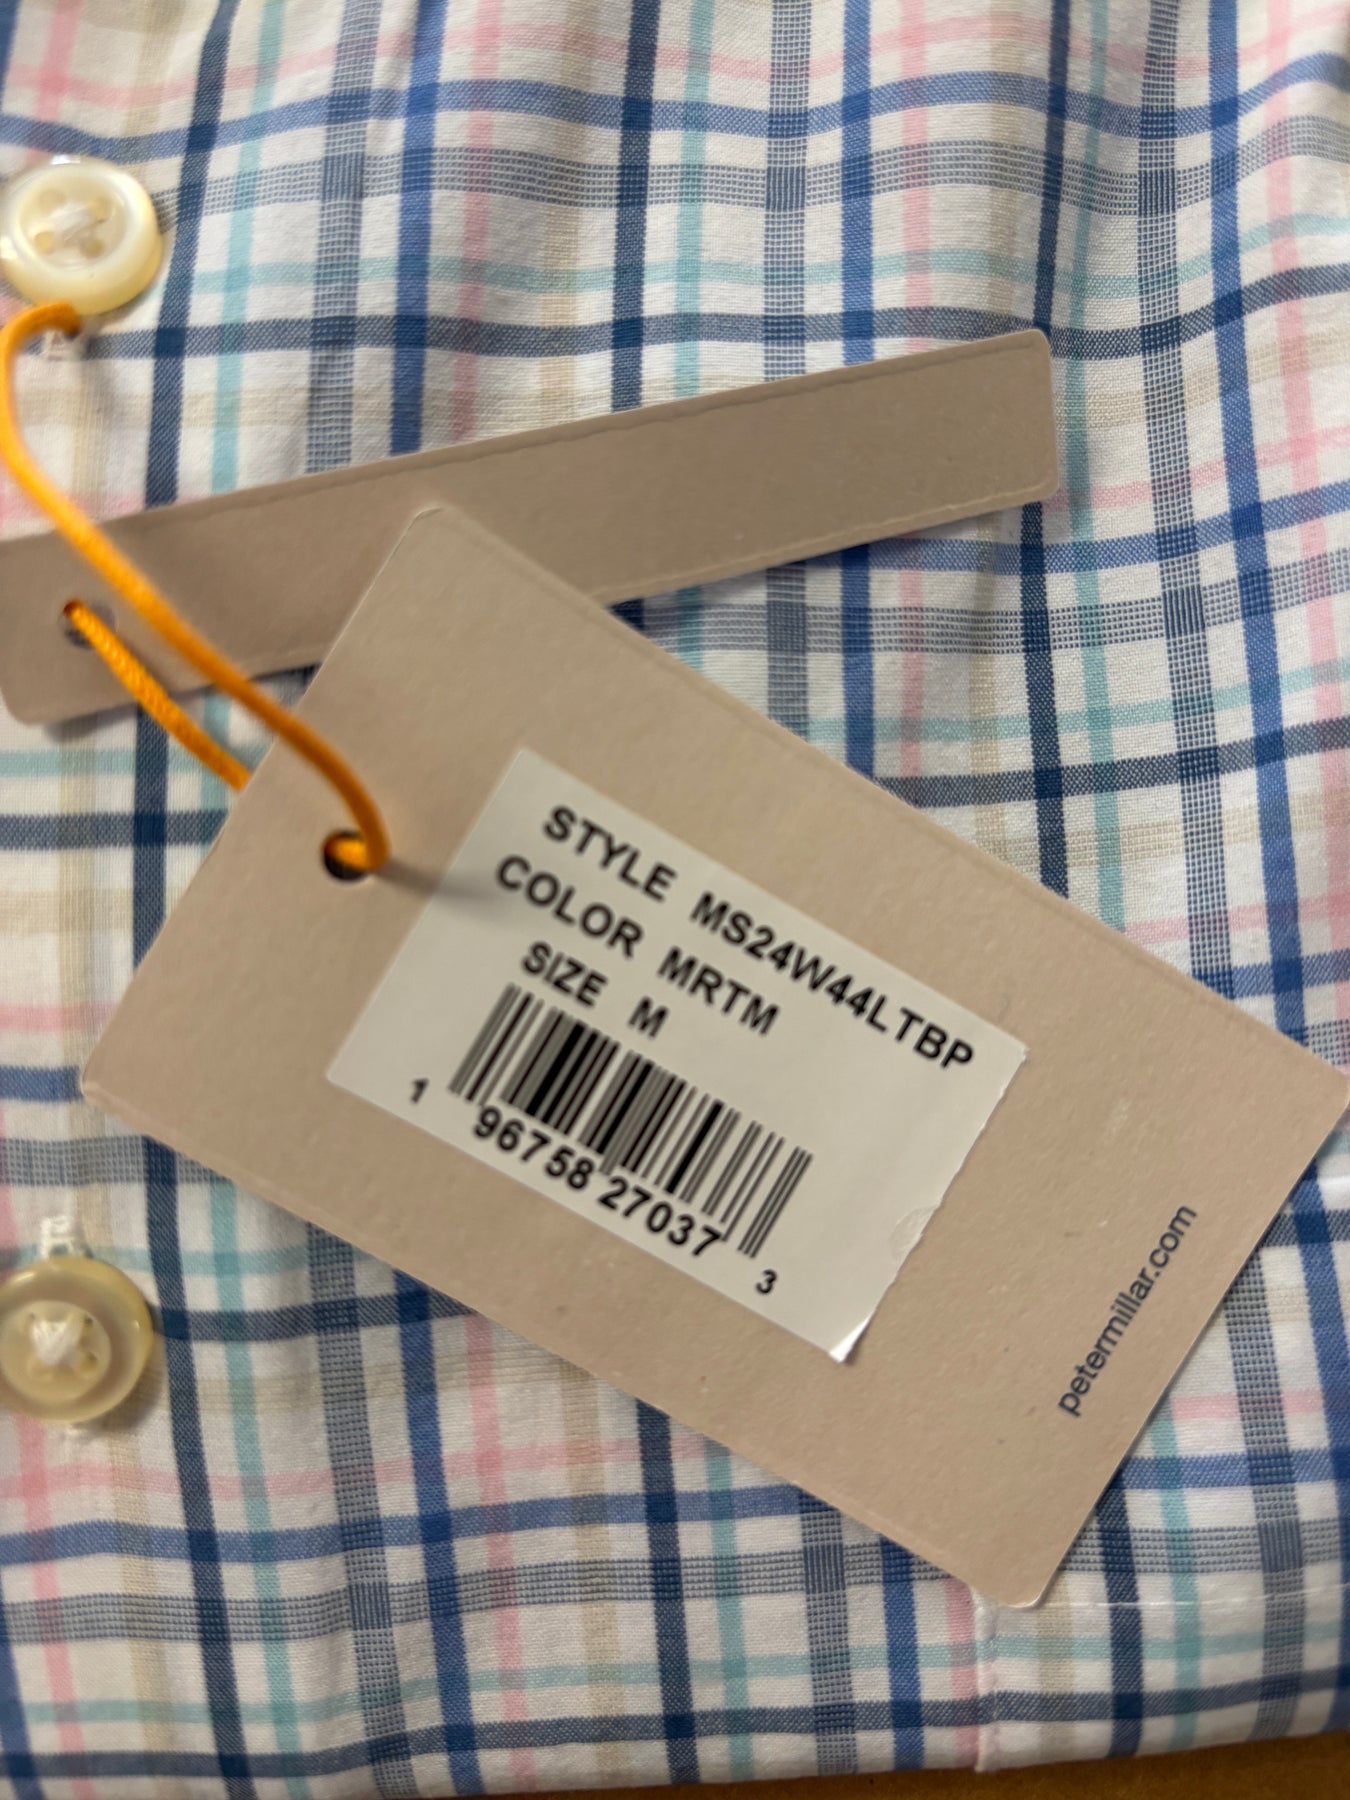 STYLE MS24W44LTBP
COLOR MRTM
SIZE M
1 96758 27037 3
petermillar.com